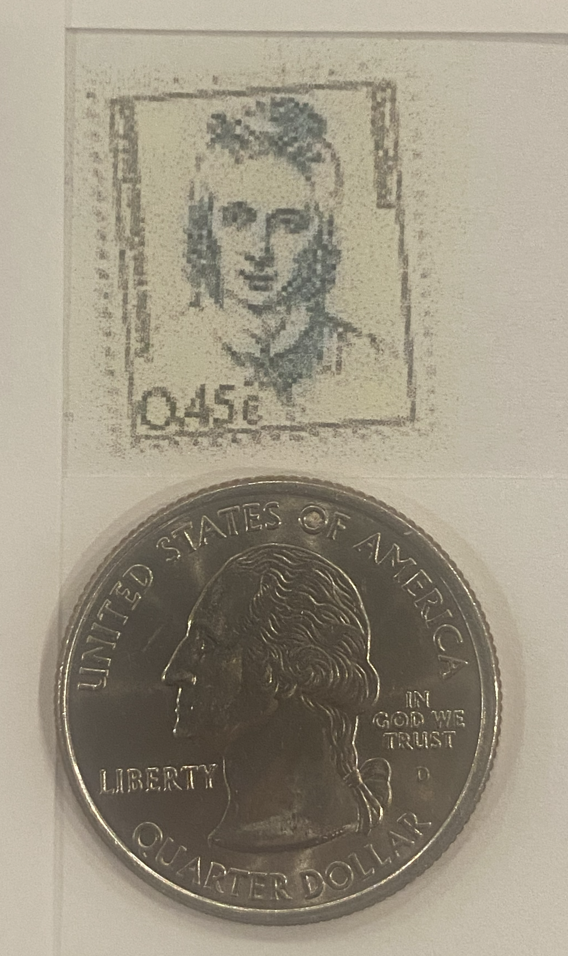 0,45€
UNITED STATES OF AMERICA
IN
GOD WE
TRUST
LIBERTY
D
QUARTER DOLLAR